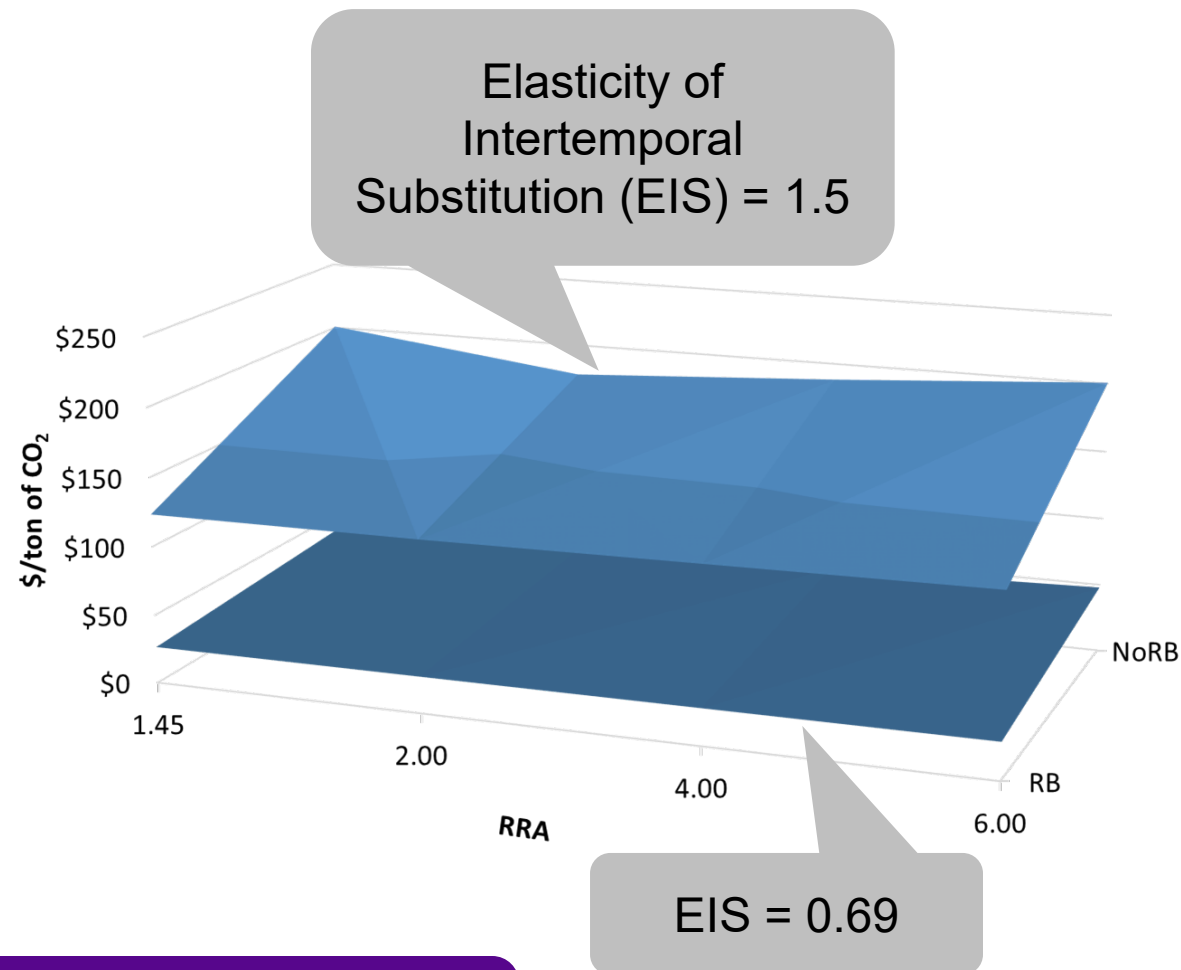 Elasticity of
Intertemporal
Substitution (EIS) = 1.5
$250
$200
$150
$100
$50
$0
$/ton of CO₂
1.45
2.00
4.00
6.00
RRA
NoRB
RB
EIS = 0.69